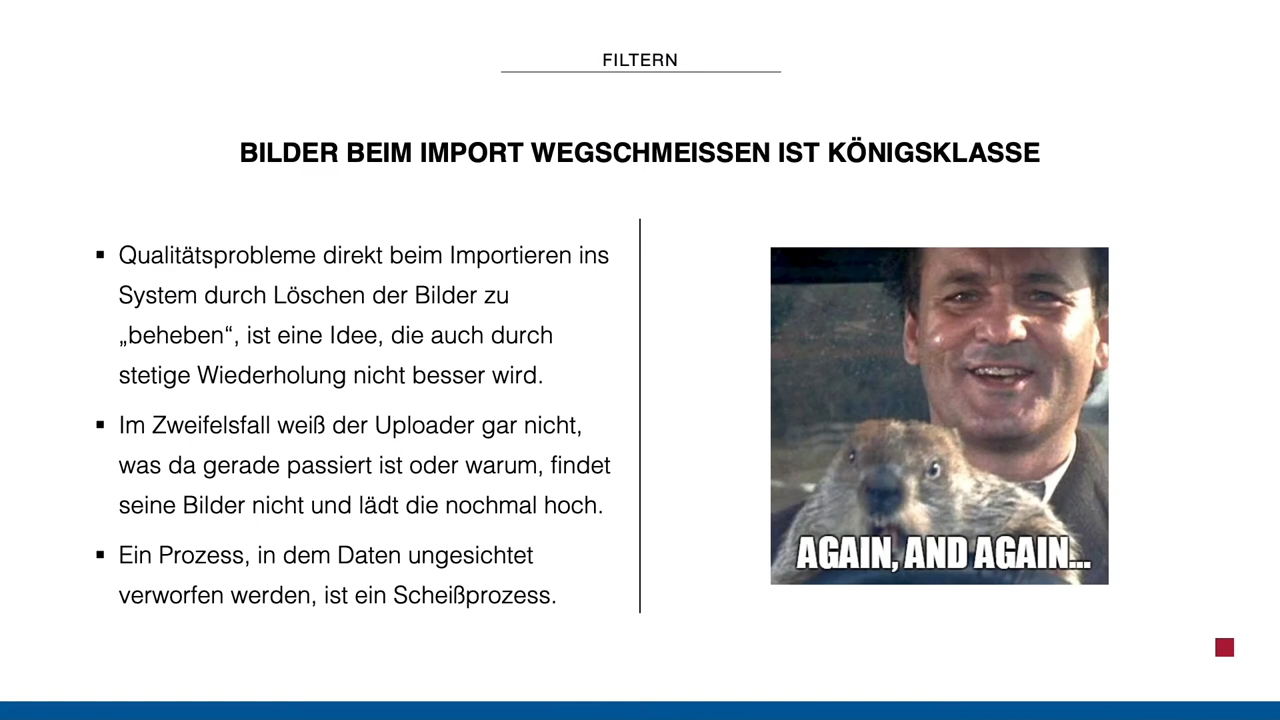 FILTERN
BILDER BEIM IMPORT WEGSCHMEISSEN IST KÖNIGSKLASSE
▪ Qualitätsprobleme direkt beim Importieren ins
System durch Löschen der Bilder zu
„beheben“, ist eine Idee, die auch durch
stetige Wiederholung nicht besser wird.
▪ Im Zweifelsfall weiß der Uploader gar nicht,
was da gerade passiert ist oder warum, findet
seine Bilder nicht und lädt die nochmal hoch.
▪ Ein Prozess, in dem Daten ungesichtet
verworfen werden, ist ein Scheißprozess.
AGAIN, AND AGAIN...